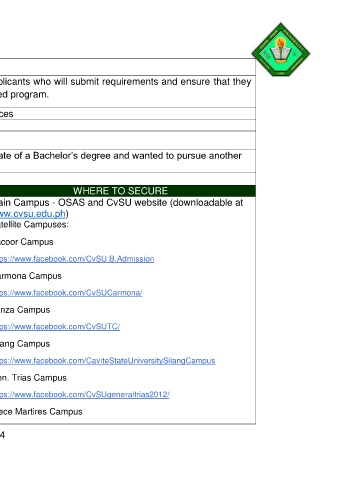 plicants who will submit requirements and ensure that they
ed program.
ces
ate of a Bachelor's degree and wanted to pursue another
WHERE TO SECURE
ain Campus - OSAS and CvSU website (downloadable at
ww.cvsu.edu.ph)
atellite Campuses:
acoor Campus
ps://www.facebook.com/CvSU.B.Admission
armona Campus
ps://www.facebook.com/CvSUCarmona/
anza Campus
ps://www.facebook.com/CvSUTC/
lang Campus
ps://www.facebook.com/CaviteStateUniversitySilangCampus
en. Trias Campus
ps://www.facebook.com/CvSUgeneraltrias2012/
ece Martires Campus
4